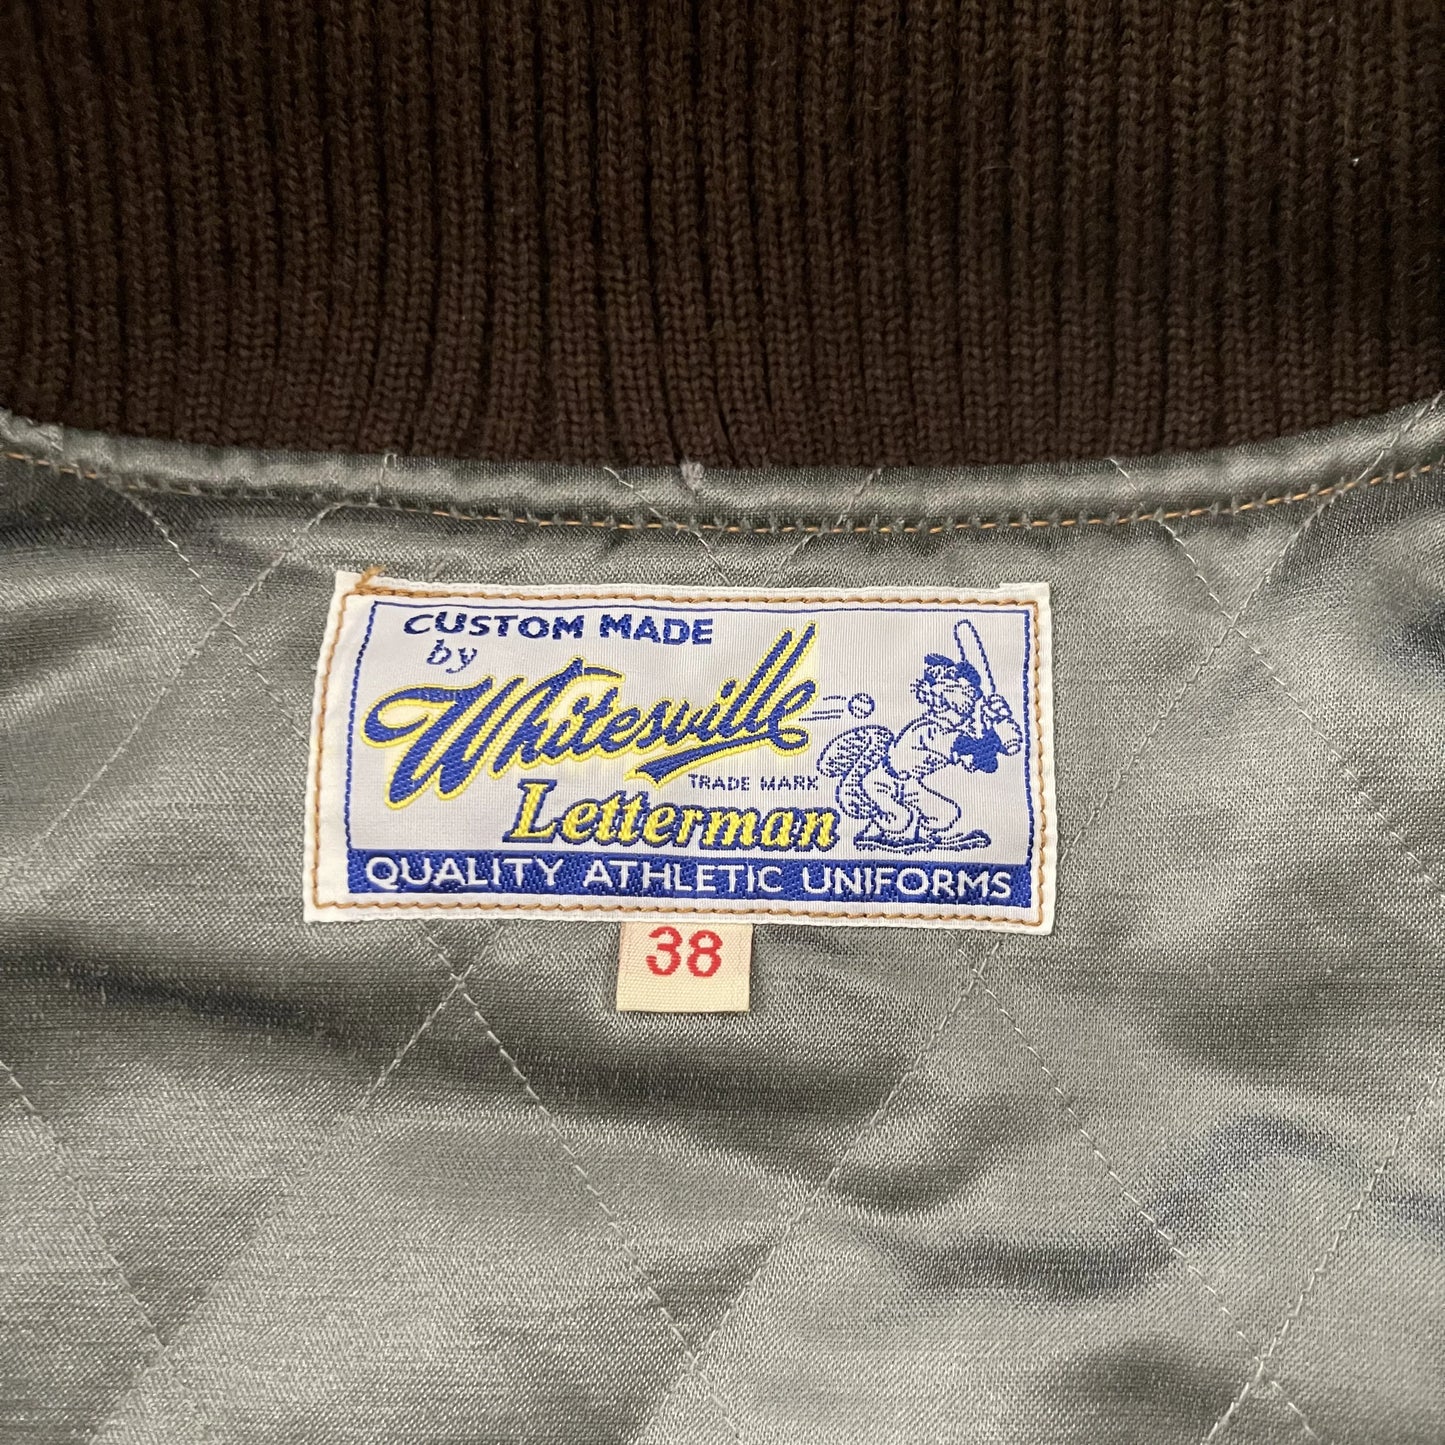 CUSTOM MADE
by
Whitesville
TRADE MARK
Letterman
QUALITY ATHLETIC UNIFORMS
38